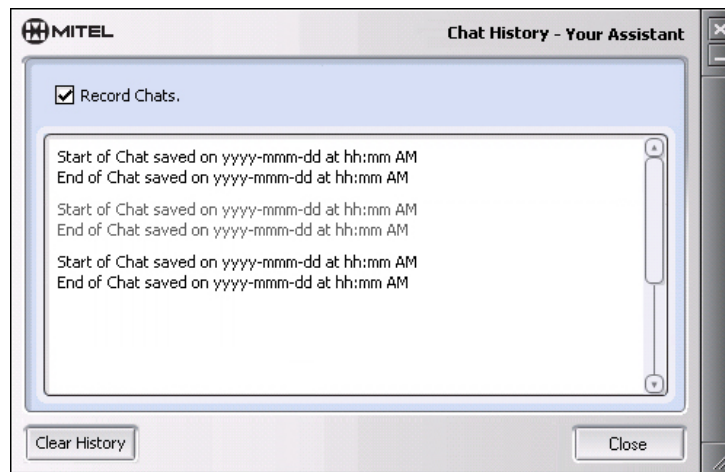 MITEL
Chat History - Your Assistant
Record Chats.
Start of Chat saved on yyyy-mmm-dd at hh:mm AM
End of Chat saved on yyyy-mmm-dd at hh:mm AM
Start of Chat saved on yyyy-mmm-dd at hh:mm AM
End of Chat saved on yyyy-mmm-dd at hh:mm AM
Start of Chat saved on yyyy-mmm-dd at hh:mm AM
End of Chat saved on yyyy-mmm-dd at hh:mm AM
Clear History
Close